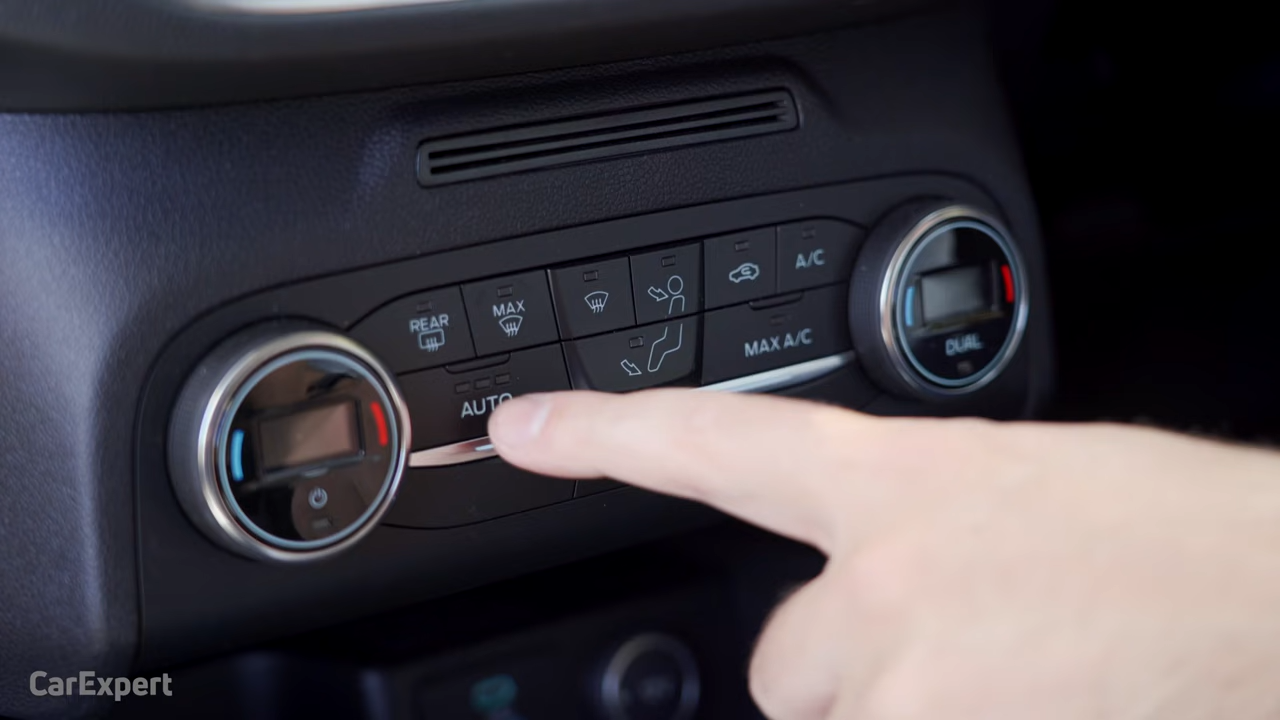 REAR
MAX
A/C
AUTO
MAX A/C
DUAL
CarExpert